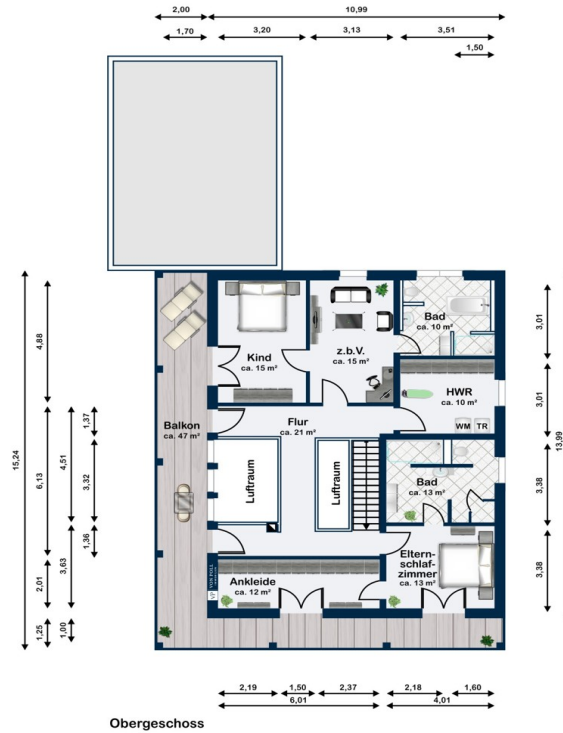 2,00
10,99
1,70
3,20
3,13
3,51
1,50
Bad
ca. 10 m²
3,01
4,88
Kind
ca. 15 m²
z.b.V.
ca. 15 m²
HWR
ca. 10 m²
WM
TR
3,01
Balkon
ca. 47 m²
Flur
ca. 21 m²
1,37
13,99
15,24
6,13
4,51
3,32
Luftraum
Luftraum
Bad
ca. 13 m²
3,38
1,36
3,63
2,01
Eltern-
schlaf-
zimmer
ca. 13 m²
3,38
VON POLL
VP
Ankleide
ca. 12 m²
1,25
1,00
2,19
1,50
2,37
2,18
1,60
6,01
4,01
Obergeschoss